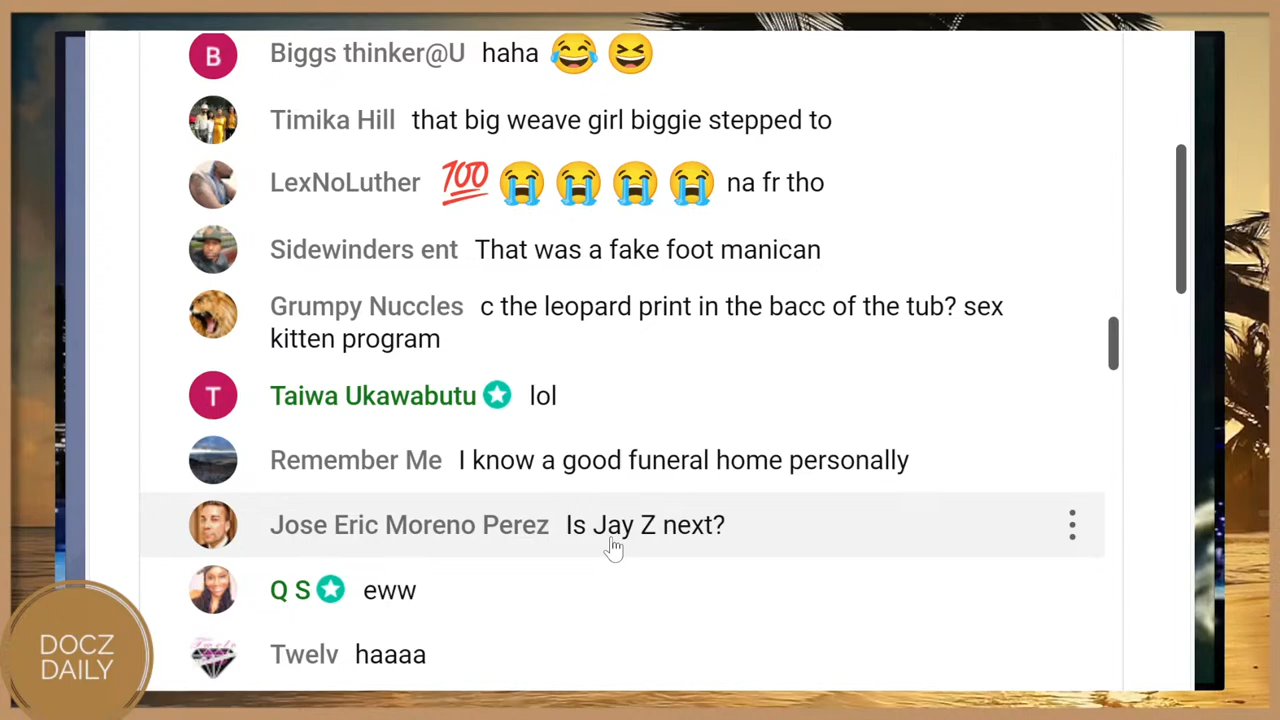 B Biggs thinker@U haha 😂 😆
Timika Hill that big weave girl biggie stepped to
LexNoLuther 💯 😭 😭 😭 😭 na fr tho
Sidewinders ent That was a fake foot manican
Grumpy Nuccles c the leopard print in the bacc of the tub? sex
kitten program
T Taiwa Ukawabutu lol
Remember Me I know a good funeral home personally
Jose Eric Moreno Perez Is Jay Z next?
Q S eww
Twelv haaaa
DOCZ
DAILY